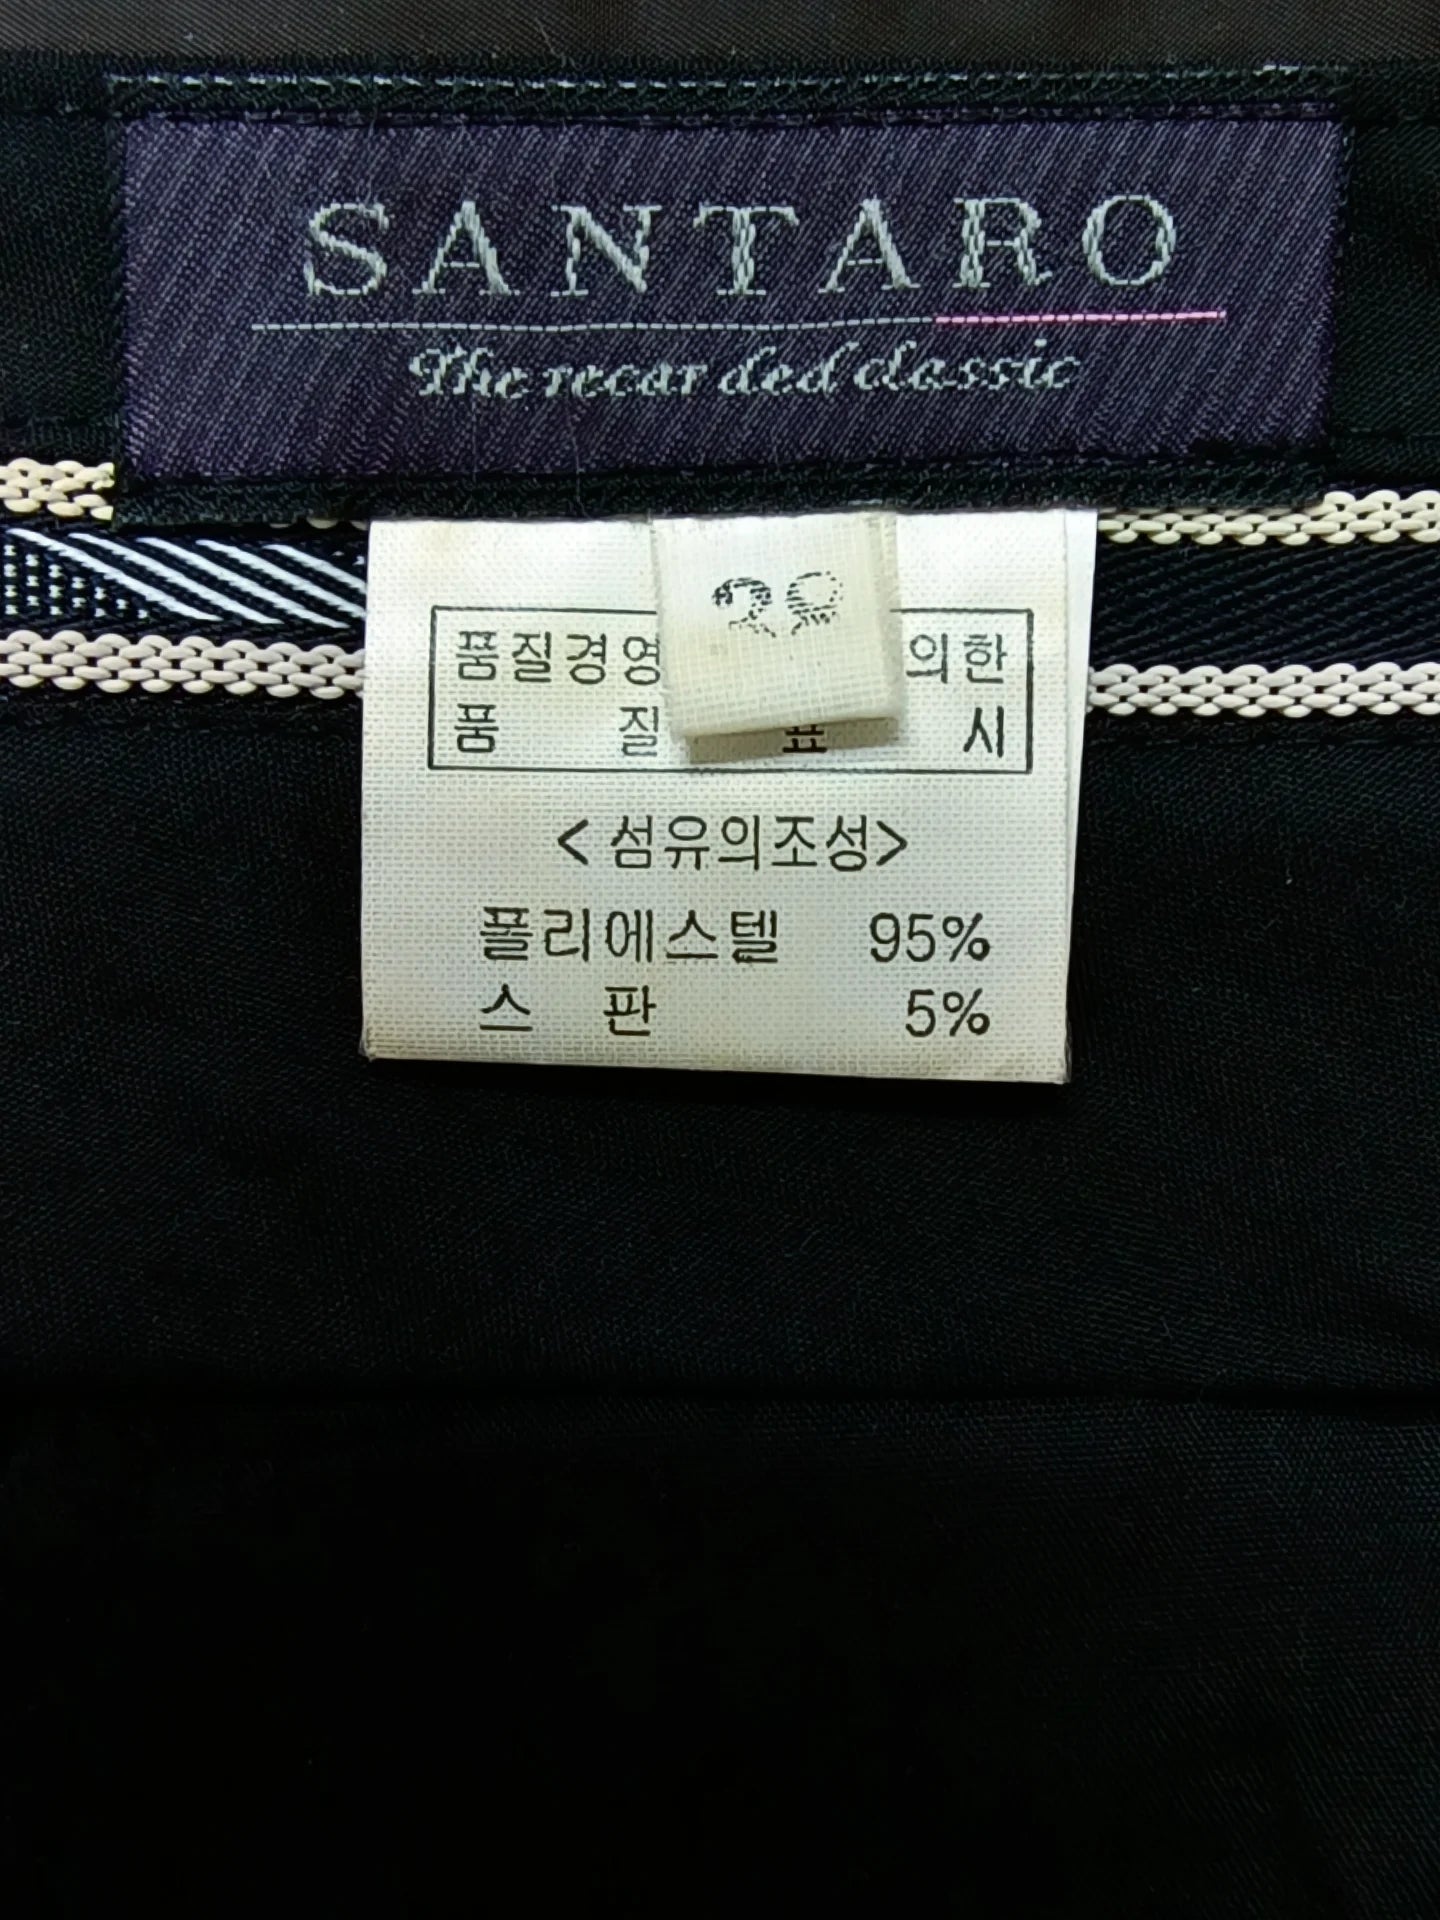 SANTARO
The recar ded classic
품질경영 의한
품 질 표 시
<섬유의조성>
폴리에스텔 95%
스 판 5%